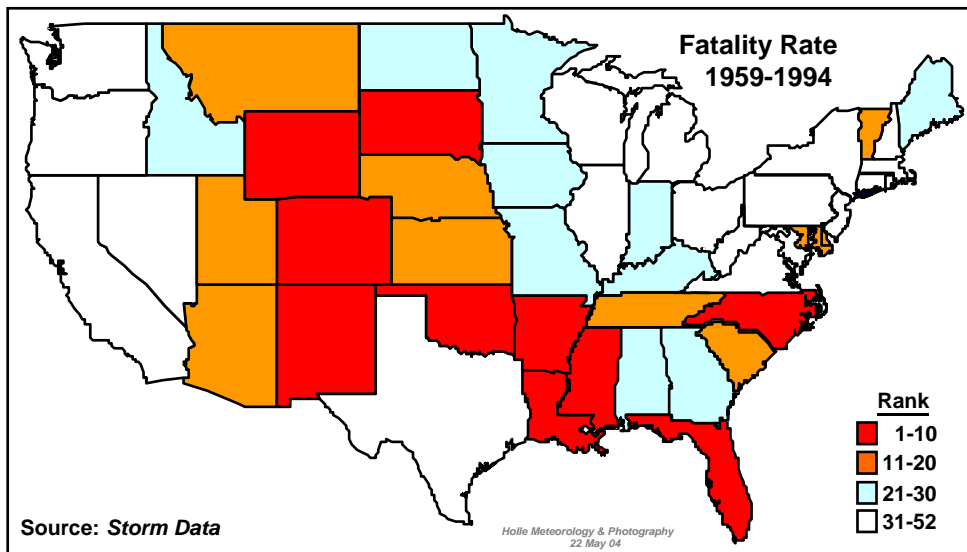 Fatality Rate
1959-1994
Rank
1-10
11-20
21-30
31-52
Source: Storm Data
Holle Meteorology & Photography
22 May 04